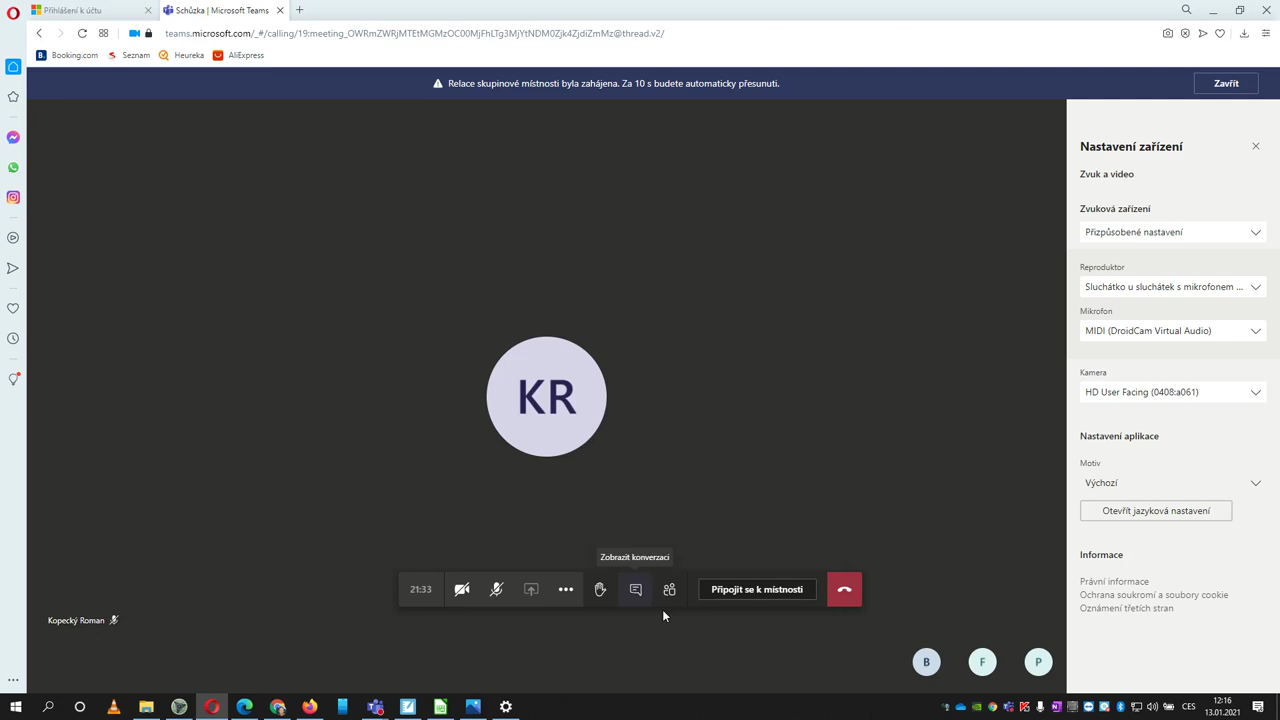 Přihlášení k účtu
Schůzka | Microsoft Teams
teams.microsoft.com/_#/calling/19:meeting_OWRmZWRjMTEtMGMzOC00MjFhLTg3MjYtNDM0Zjk4ZjdiZmMz@thread.v2/
Booking.com
Seznam
Heureka
AliExpress
Relace skupinové místnosti byla zahájena. Za 10 s budete automaticky přesunuti.
Zavřít
Nastavení zařízení
Zvuk a video
Zvuková zařízení
Přizpůsobené nastavení
Reproduktor
Sluchátko u sluchátek s mikrofonem ...
Mikrofon
MIDI (DroidCam Virtual Audio)
Kamera
HD User Facing (0408:a061)
Nastavení aplikace
Motiv
Výchozí
Otevřít jazyková nastavení
Informace
Právní informace
Ochrana soukromí a soubory cookie
Oznámení třetích stran
KR
Zobrazit konverzaci
21:33
Připojit se k místnosti
Kopecký Roman
B
F
P
CES
12:16
13.01.2021